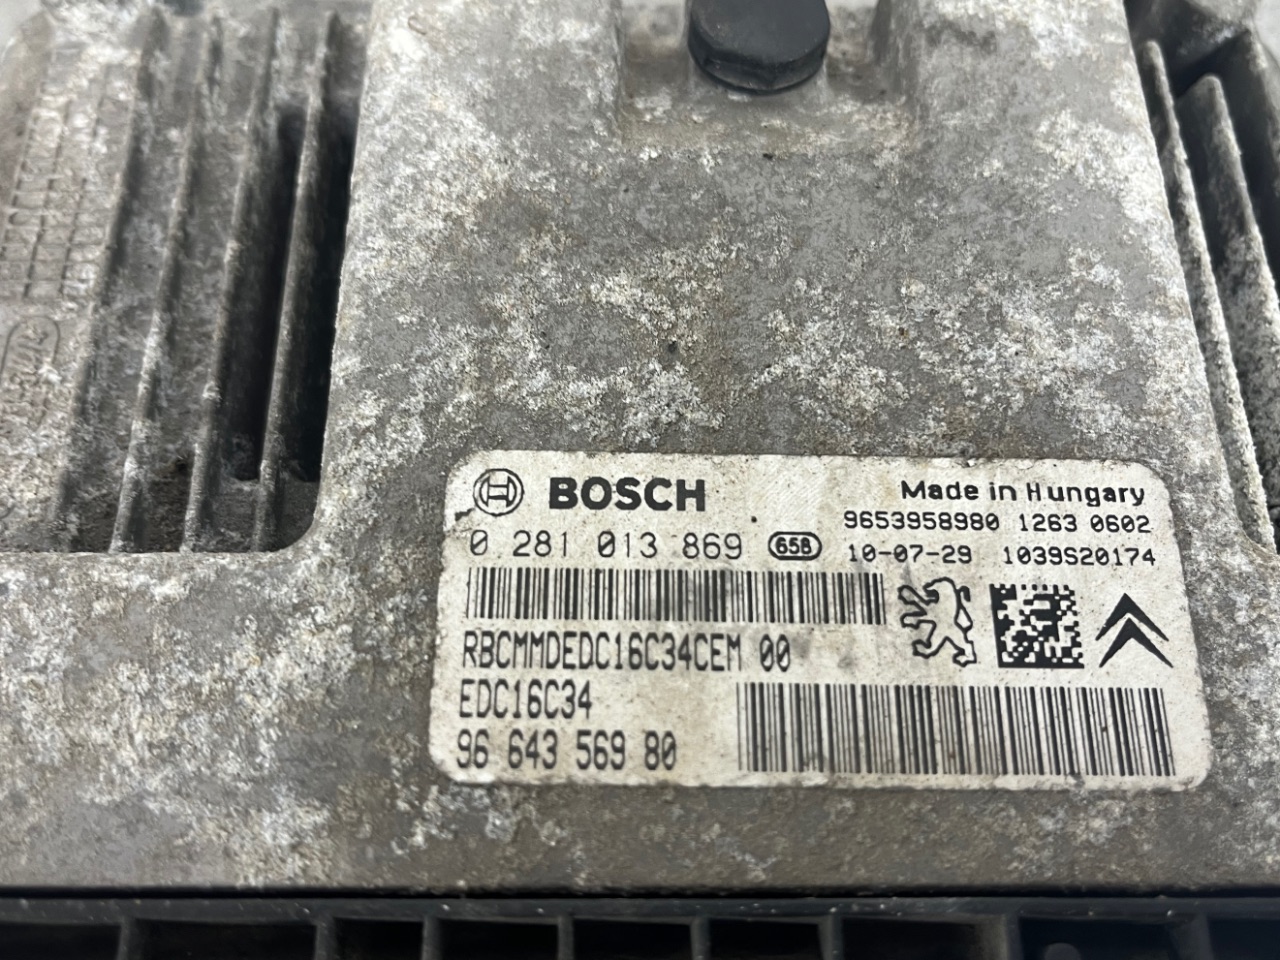 BOSCH
Made in Hungary
9653958980 1263 0602
0 281 013 869 658
10-07-29 1039S20174
RBCMMDEDC16C34CEM 00
EDC16C34
96 643 569 80